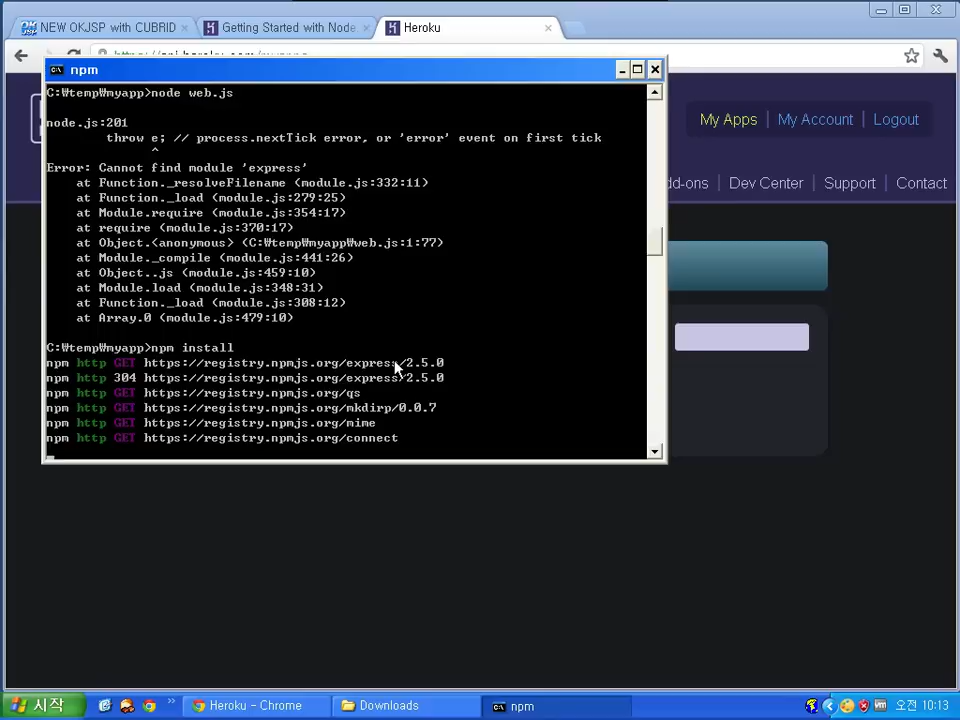 NEW OKJSP with CUBRID
Getting Started with Node
Heroku
npm
C:₩temp₩myapp>node web.js
node.js:201
throw e; // process.nextTick error, or 'error' event on first tick
^
Error: Cannot find module 'express'
at Function._resolveFilename (module.js:332:11)
at Function._load (module.js:279:25)
at Module.require (module.js:354:17)
at require (module.js:370:17)
at Object.<anonymous> (C:₩temp₩myapp₩web.js:1:77)
at Module._compile (module.js:441:26)
at Object..js (module.js:459:10)
at Module.load (module.js:348:31)
at Function._load (module.js:308:12)
at Array.0 (module.js:479:10)
C:₩temp₩myapp>npm install
npm http GET https://registry.npmjs.org/express/2.5.0
npm http 304 https://registry.npmjs.org/express/2.5.0
npm http GET https://registry.npmjs.org/qs
npm http GET https://registry.npmjs.org/mkdirp/0.0.7
npm http GET https://registry.npmjs.org/mime
npm http GET https://registry.npmjs.org/connect
My Apps My Account Logout
dd-ons Dev Center Support Contact
시작 Heroku - Chrome Downloads npm 오전 10:13